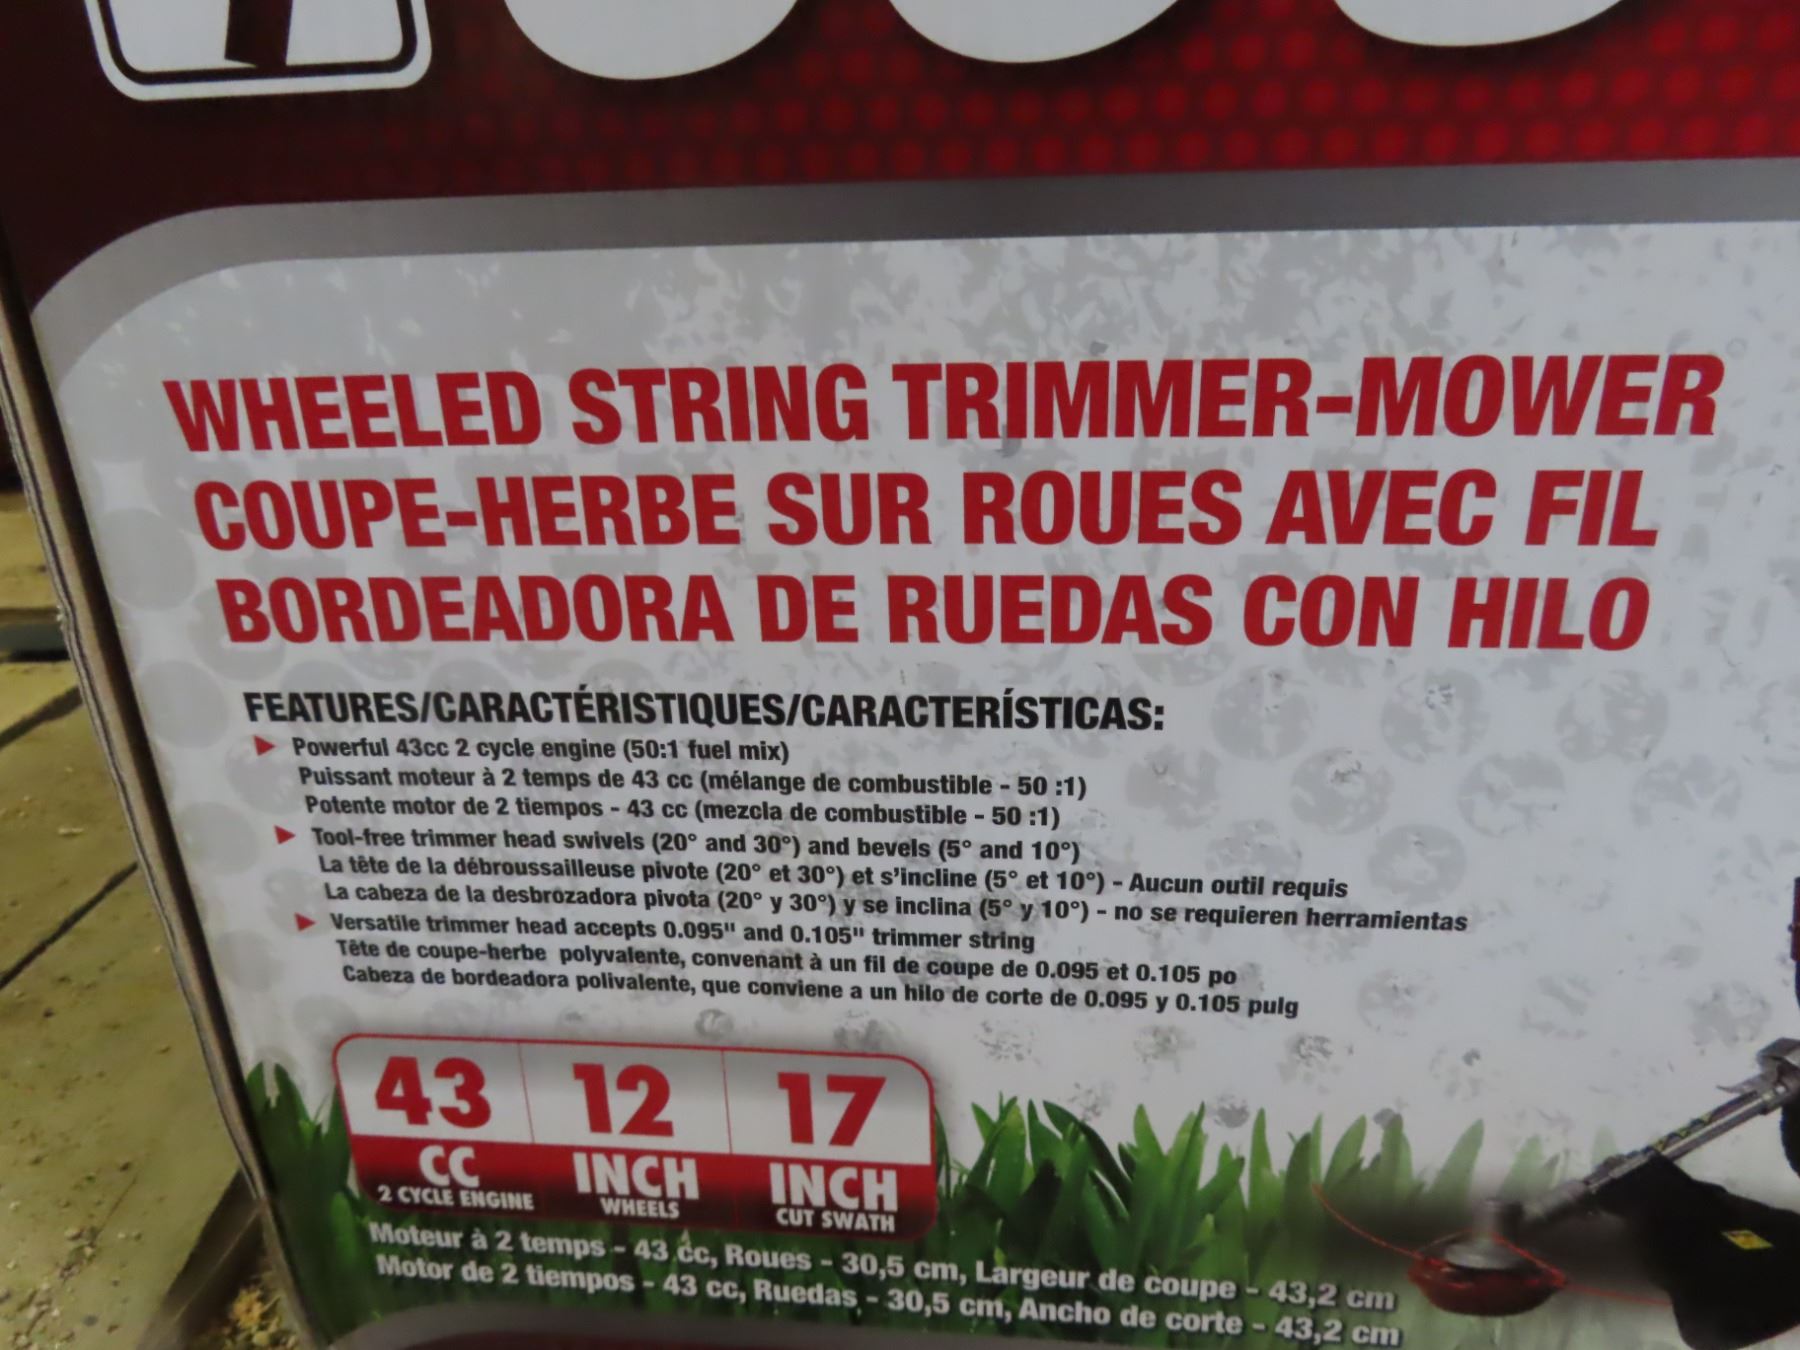 WHEELED STRING TRIMMER-MOWER
COUPE-HERBE SUR ROUES AVEC FIL
BORDEADORA DE RUEDAS CON HILO
FEATURES/CARACTÉRISTIQUES/CARACTERÍSTICAS:
Powerful 43cc 2 cycle engine (50:1 fuel mix)
Puissant moteur à 2 temps de 43 cc (mélange de combustible - 50 :1)
Potente motor de 2 tiempos - 43 cc (mezcla de combustible - 50 :1)
Tool-free trimmer head swivels (20° and 30°) and bevels (5° and 10°)
La tête de la débroussailleuse pivote (20° et 30°) et s'incline (5° et 10°) - Aucun outil requis
La cabeza de la desbrozadora pivota (20° y 30°) y se inclina (5° y 10°) - no se requieren herramientas
Versatile trimmer head accepts 0.095" and 0.105" trimmer string
Tête de coupe-herbe polyvalente, convenant à un fil de coupe de 0.095 et 0.105 po
Cabeza de bordeadora polivalente, que conviene a un hilo de corte de 0.095 y 0.105 pulg
43 12 17
CC INCH INCH
2 CYCLE ENGINE WHEELS CUT SWATH
Moteur à 2 temps - 43 cc, Roues - 30,5 cm, Largeur de coupe - 43,2 cm
Motor de 2 tiempos - 43 cc, Ruedas - 30,5 cm, Ancho de corte - 43,2 cm